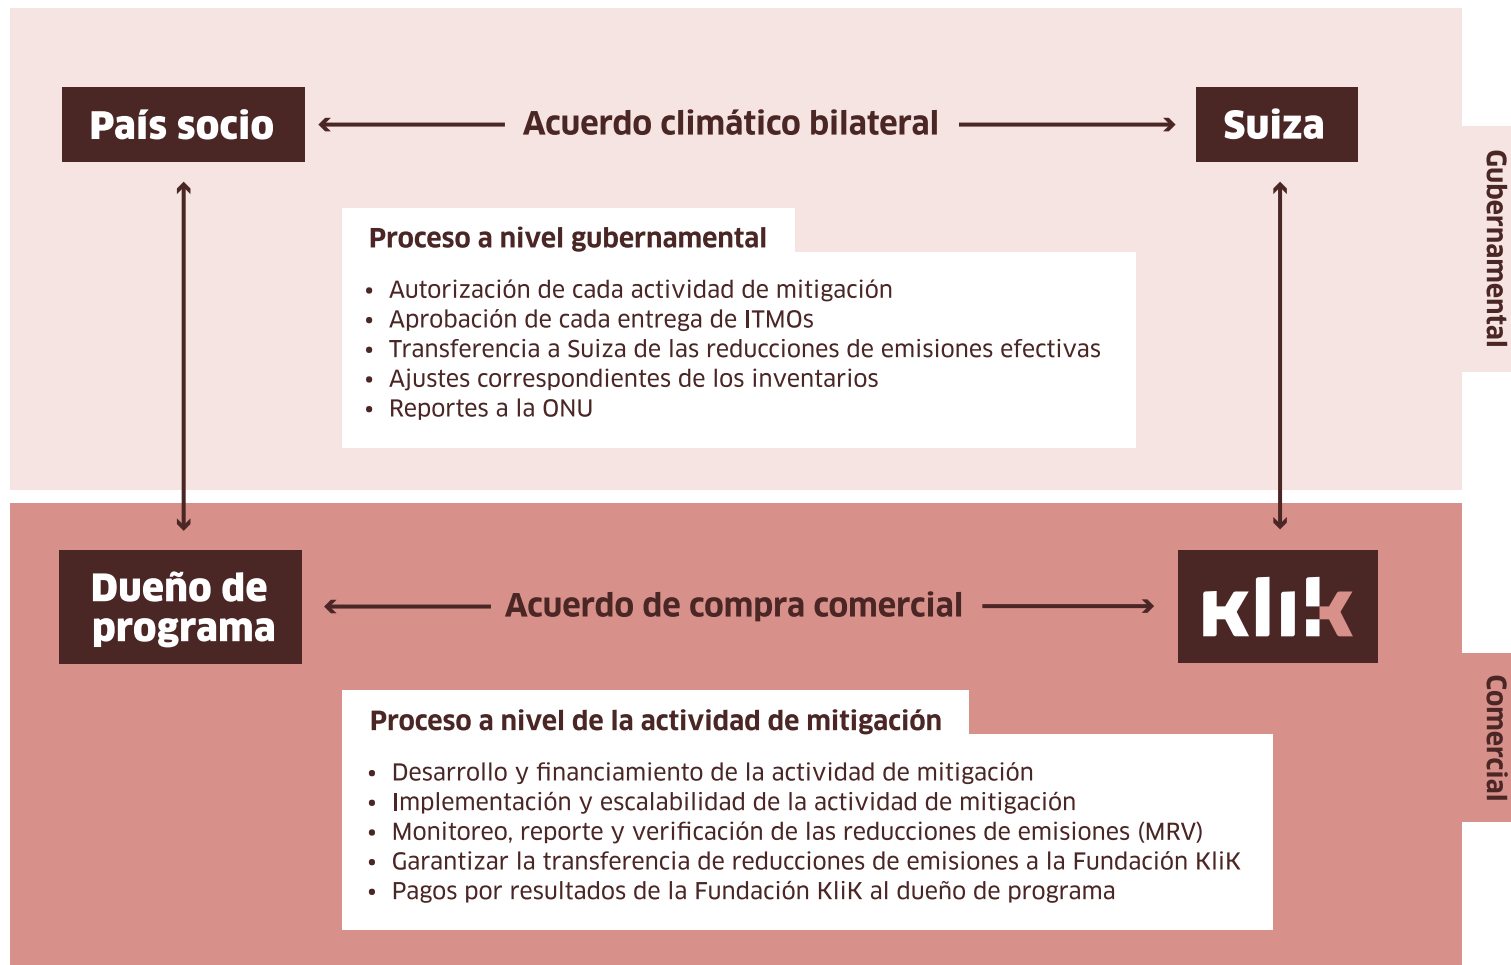 País socio
Acuerdo climático bilateral
Suiza
Gubernamental
Proceso a nivel gubernamental
• Autorización de cada actividad de mitigación
• Aprobación de cada entrega de ITMOs
• Transferencia a Suiza de las reducciones de emisiones efectivas
• Ajustes correspondientes de los inventarios
• Reportes a la ONU
Dueño de
programa
Acuerdo de compra comercial
KliK
Comercial
Proceso a nivel de la actividad de mitigación
• Desarrollo y financiamiento de la actividad de mitigación
• Implementación y escalabilidad de la actividad de mitigación
• Monitoreo, reporte y verificación de las reducciones de emisiones (MRV)
• Garantizar la transferencia de reducciones de emisiones a la Fundación KliK
• Pagos por resultados de la Fundación KliK al dueño de programa